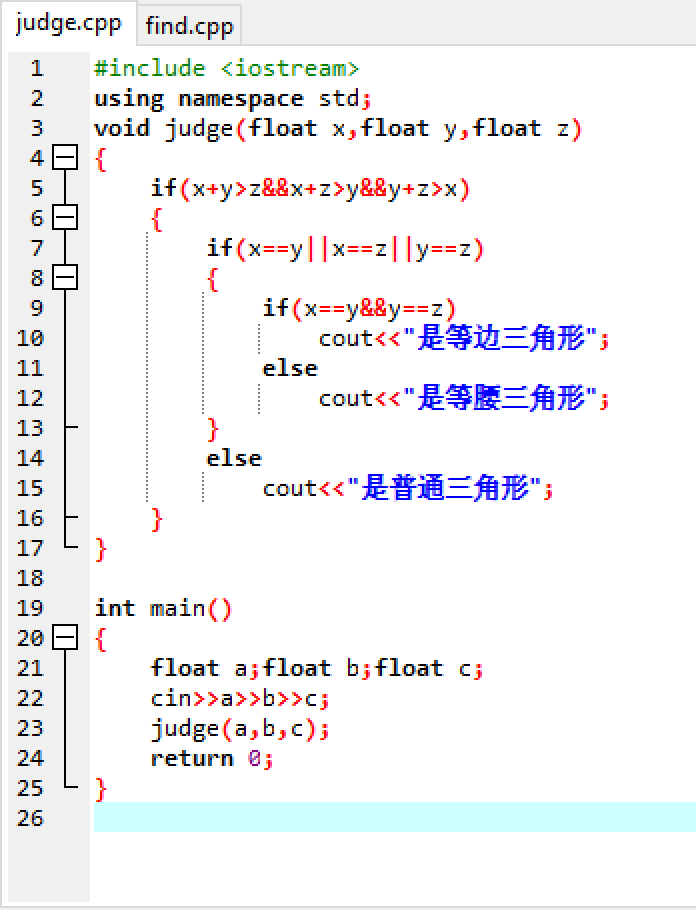 judge.cpp find.cpp
1 #include <iostream>
2 using namespace std;
3 void judge(float x,float y,float z)
4 {
5 if(x+y>z&&x+z>y&&y+z>x)
6 {
7 if(x==y||x==z||y==z)
8 {
9 if(x==y&&y==z)
10 cout<<"是等边三角形";
11 else
12 cout<<"是等腰三角形";
13 }
14 else
15 cout<<"是普通三角形";
16 }
17 }
18
19 int main()
20 {
21 float a;float b;float c;
22 cin>>a>>b>>c;
23 judge(a,b,c);
24 return 0;
25 }
26